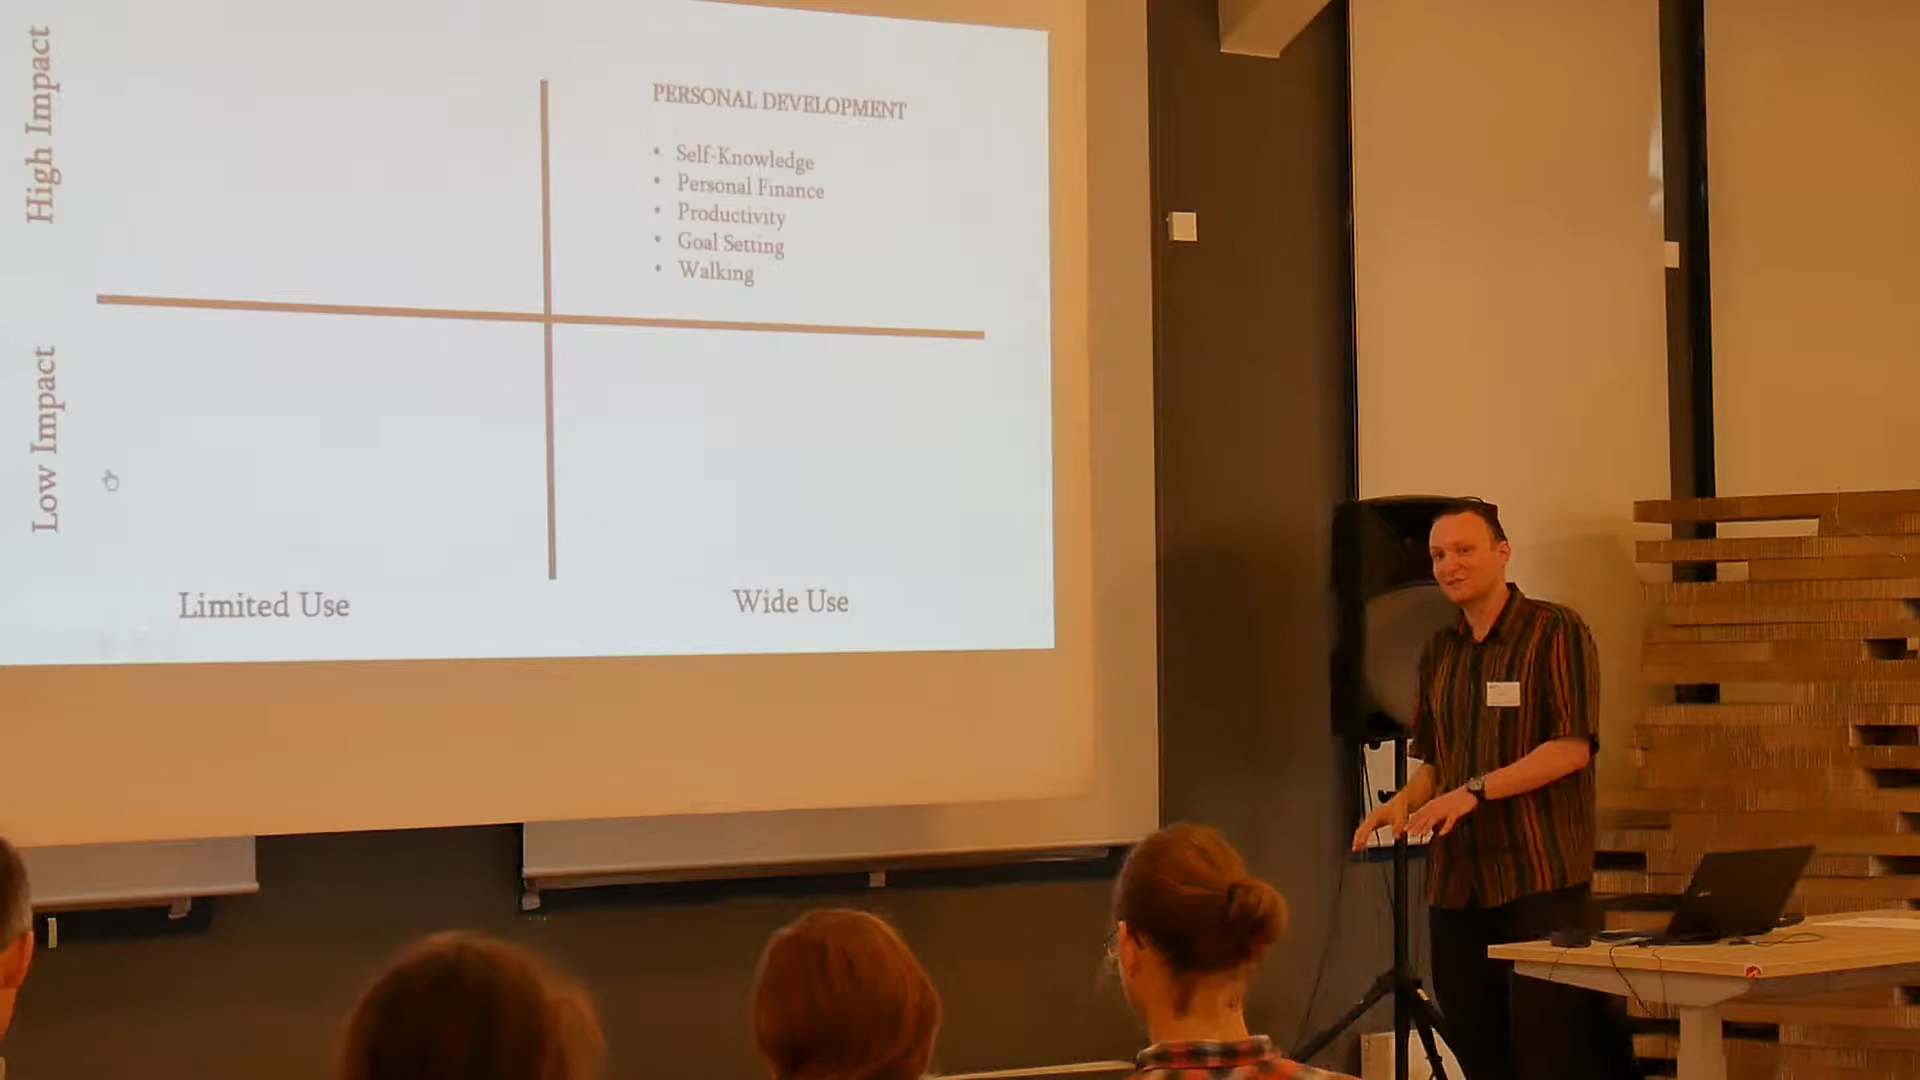 High Impact
PERSONAL DEVELOPMENT
• Self-Knowledge
• Personal Finance
• Productivity
• Goal Setting
• Walking
Low Impact
Limited Use
Wide Use